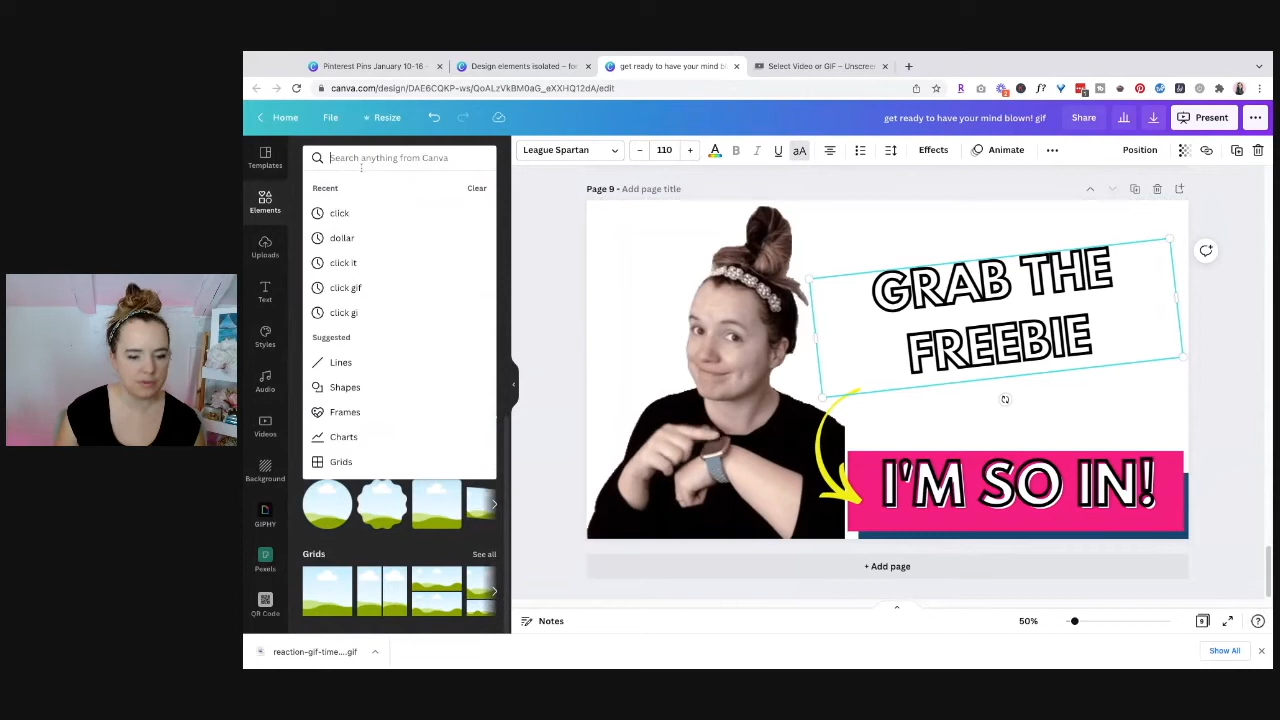 Pinterest Pins January 10-16 -
Design elements isolated – fo
get ready to have your mind blow
Select Video or GIF – Unscree
canva.com/design/DAE6CQKP-ws/QoALzVkBM0aG_eXXHQ12dA/edit
Home
File
Resize
get ready to have your mind blown! gif
Share
Present
Templates
Elements
Uploads
Text
Styles
Audio
Videos
Background
GIPHY
Pexels
QR Code
Search anything from Canva
Recent
Clear
click
dollar
click it
click gif
click gi
Suggested
Lines
Shapes
Frames
Charts
Grids
Grids
See all
League Spartan
110
A
B
I
U
aA
Effects
Animate
Position
Page 9 - Add page title
GRAB THE
FREEBIE
I'M SO IN!
+ Add page
Notes
50%
9
reaction-gif-time....gif
Show All